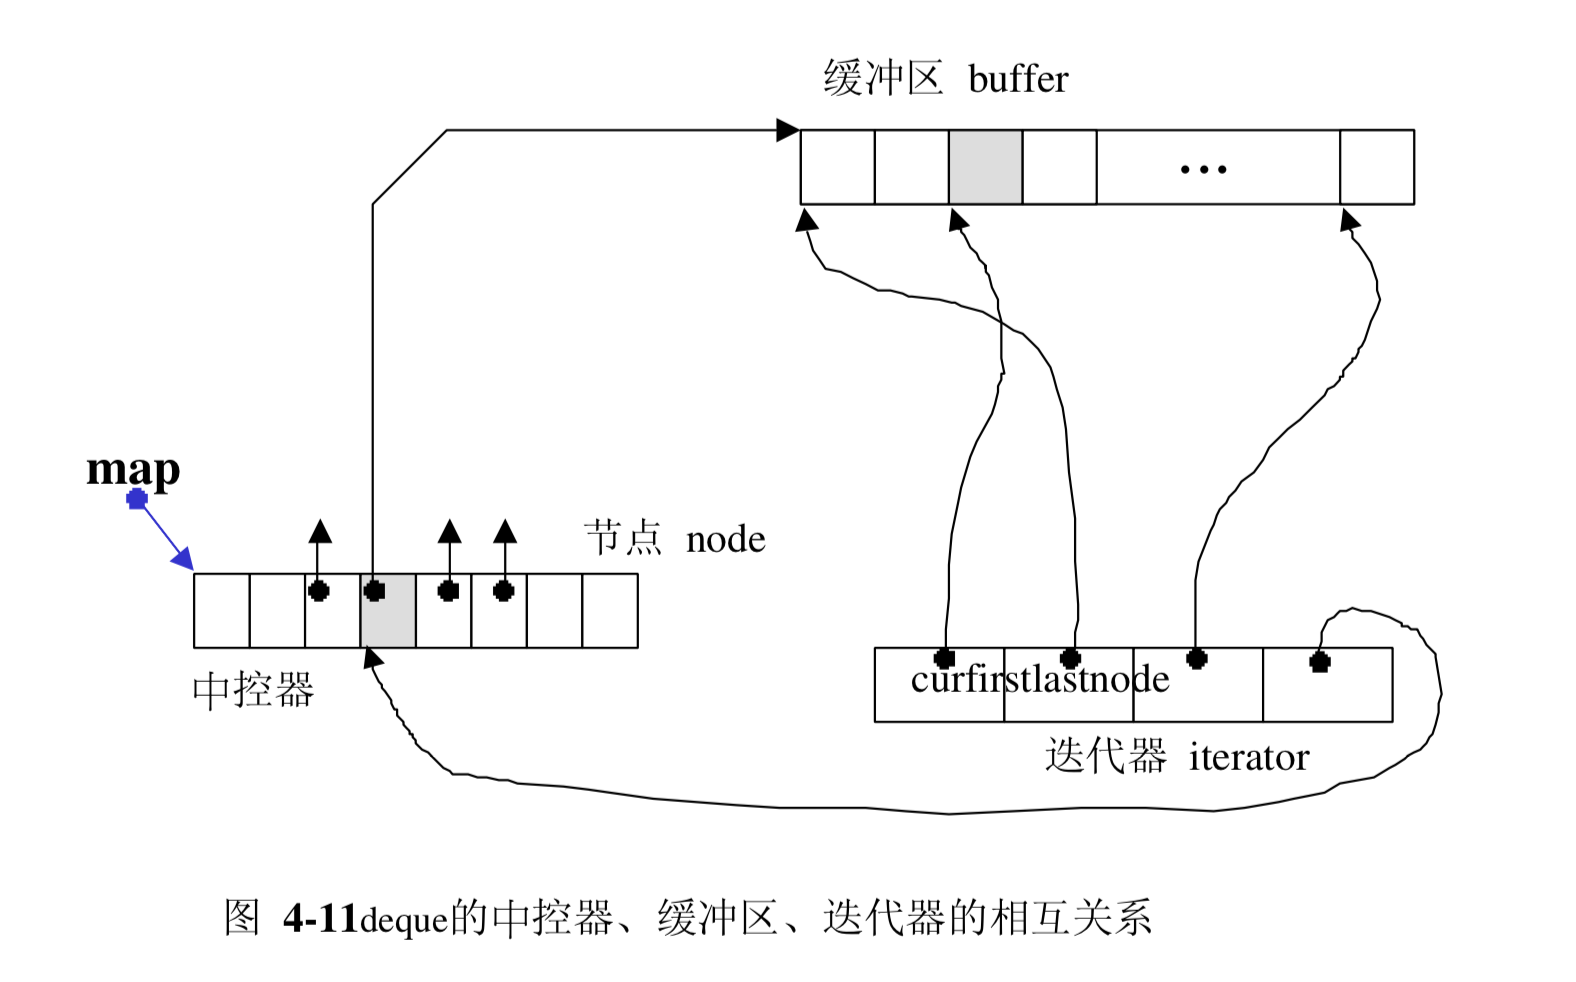 缓冲区 buffer
...
map
节点 node
中控器
curfirstlastnode
迭代器 iterator
图 4-11deque的中控器、缓冲区、迭代器的相互关系